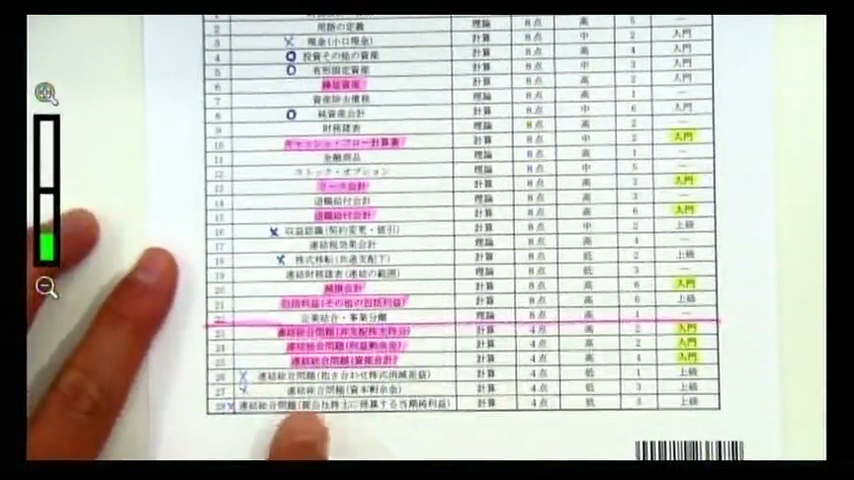 2 用語の定義 理論 8点 高 5 —
3 × 現金(小口現金) 計算 8点 中 2 入門
4 投資その他の資産 計算 8点 高 4 入門
5 有形固定資産 計算 8点 中 3 入門
6 計算 8点 高 2 入門
7 資産除去債務 理論 8点 高 1 —
8 純資産会計 計算 8点 中 6 入門
9 財務諸表 理論 8点 高 2 —
10 キャッシュ・フロー計算書 計算 8点 中 2 入門
11 金融商品 理論 8点 高 1 —
12 ストック・オプション 計算 8点 中 5 —
13 リース会計 計算 8点 高 2 入門
14 退職給付会計 理論 8点 高 3 —
15 退職給付会計 計算 8点 高 6 入門
16 × 収益認識(契約変更・値引) 計算 8点 中 2 上級
17 連結税効果会計 理論 8点 高 4 —
18 × 株式移転(共通支配下) 計算 8点 低 2 上級
19 連結財務諸表(連結の範囲) 理論 8点 低 3 —
20 減損会計 計算 8点 高 6 入門
21 包括利益(その他の包括利益) 計算 8点 高 6 上級
22 企業結合・事業分離 理論 8点 高 1 —
23 連結総合問題(非支配株主持分) 計算 4点 高 2 入門
24 連結総合問題(利益剰余金) 計算 4点 高 2 入門
25 連結総合問題(資産合計) 計算 4点 高 4 入門
26 × 連結総合問題(抱き合わせ株式消滅差益) 計算 4点 低 1 上級
27 × 連結総合問題(資本剰余金) 計算 4点 低 3 上級
28 × 連結総合問題(親会社株主に帰属する当期純利益) 計算 4点 低 3 上級